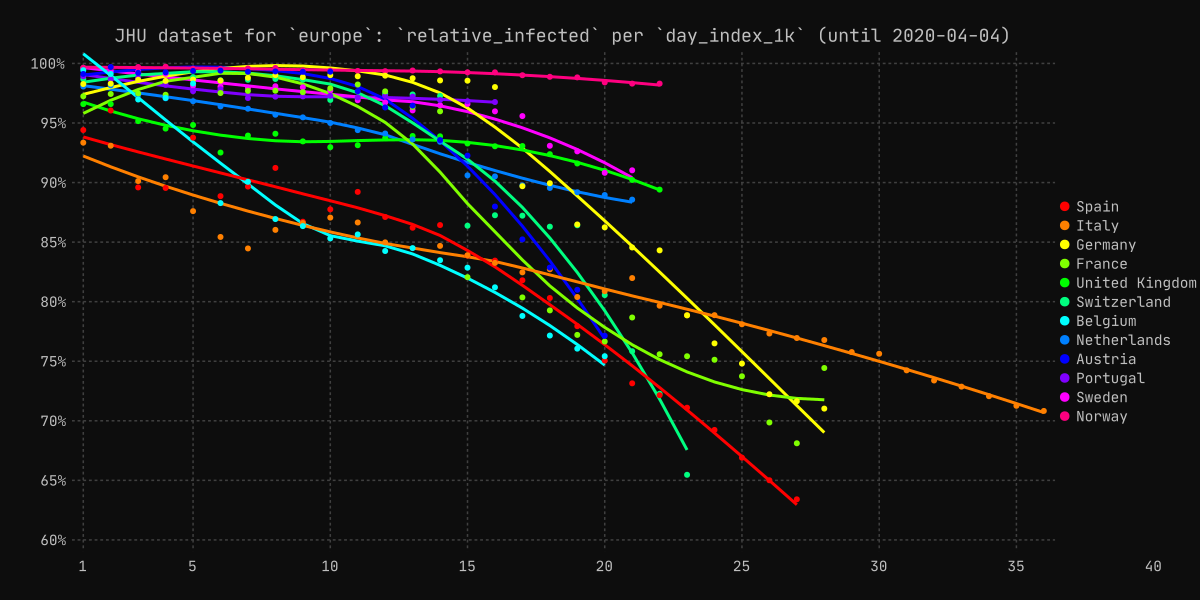 JHU dataset for `europe`: `relative_infected` per `day_index_1k` (until 2020-04-04)
100%
95%
90%
85%
80%
75%
70%
65%
60%
1 5 10 15 20 25 30 35 40
Spain
Italy
Germany
France
United Kingdom
Switzerland
Belgium
Netherlands
Austria
Portugal
Sweden
Norway